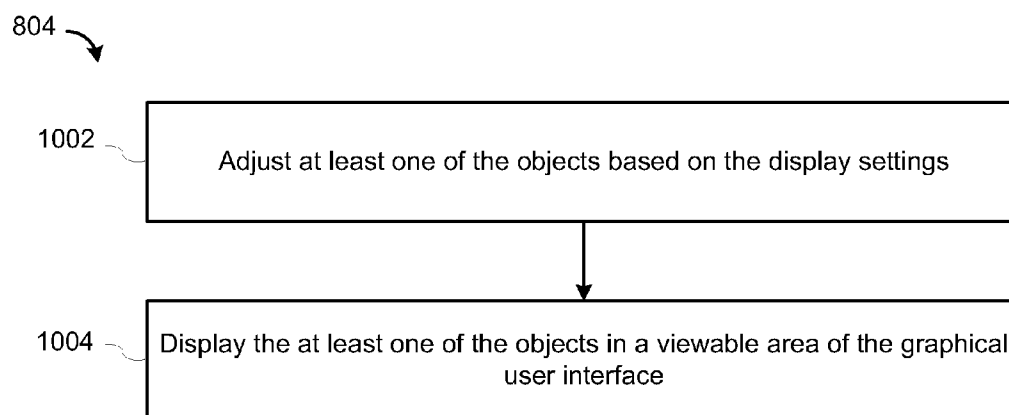 804
1002
Adjust at least one of the objects based on the display settings
1004
Display the at least one of the objects in a viewable area of the graphical
user interface